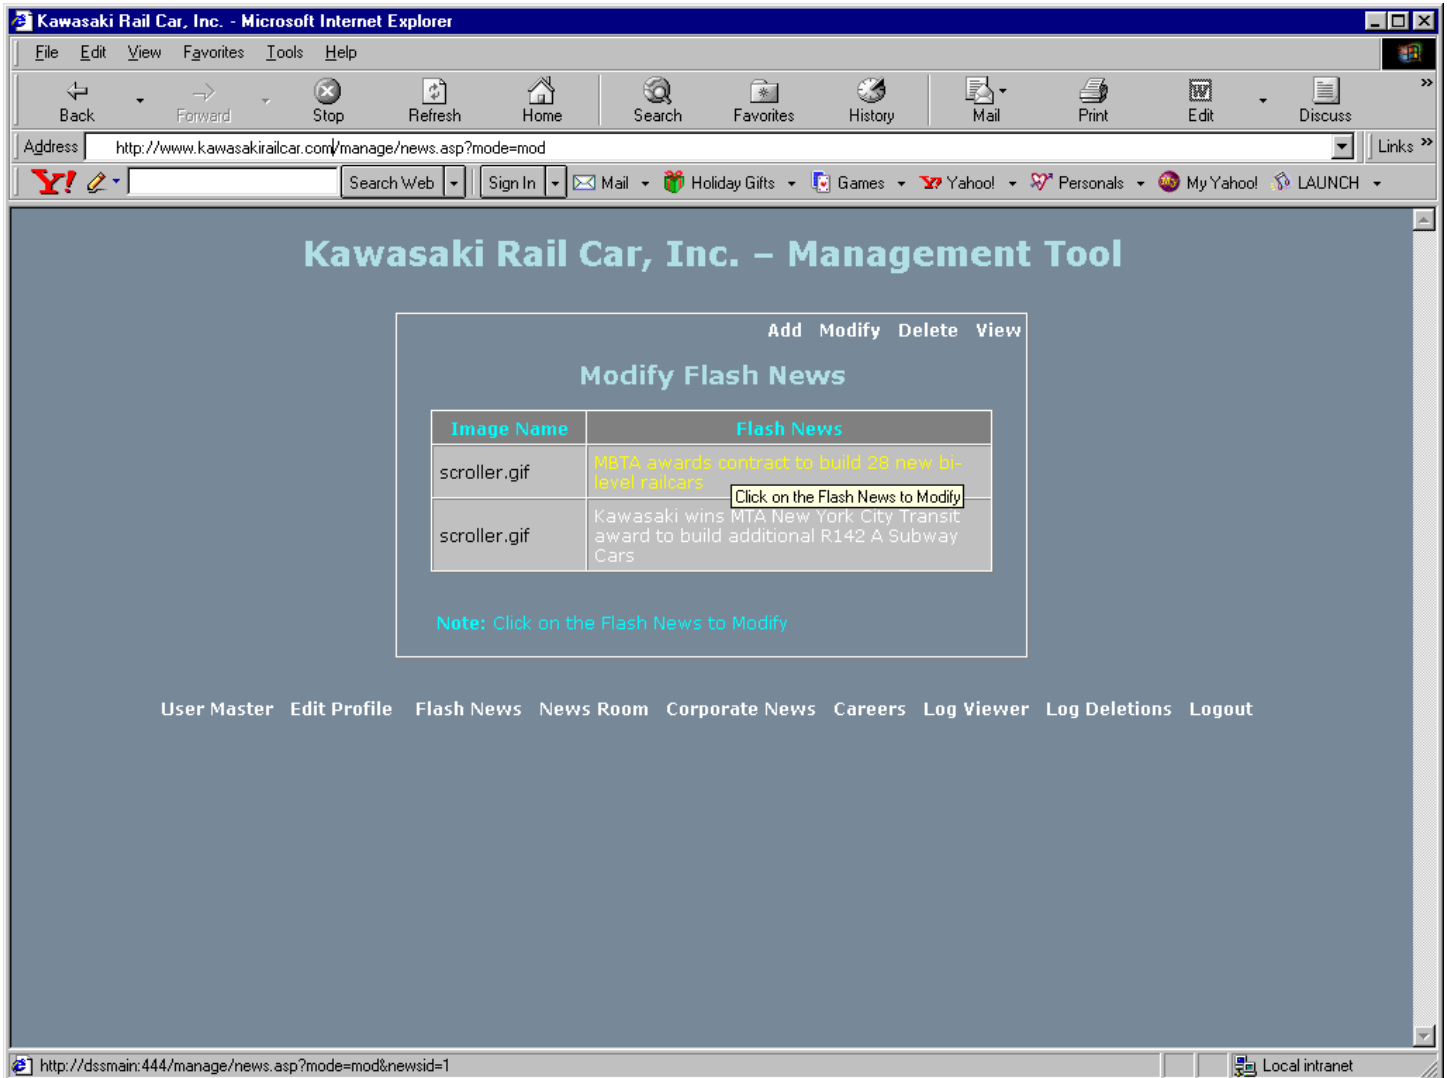 Kawasaki Rail Car, Inc. - Microsoft Internet Explorer
File Edit View Favorites Tools Help
Back Forward Stop Refresh Home Search Favorites History Mail Print Edit Discuss »
Address http://www.kawasakirailcar.com/manage/news.asp?mode=mod Links »
Y! Search Web Sign In Mail Holiday Gifts Games Yahoo! Personals My Yahoo! LAUNCH
Kawasaki Rail Car, Inc. – Management Tool
Add Modify Delete View
Modify Flash News
Image Name Flash News
scroller.gif MBTA awards contract to build 28 new bi-
level railcars
Click on the Flash News to Modify
scroller.gif Kawasaki wins MTA New York City Transit
award to build additional R142 A Subway
Cars
Note: Click on the Flash News to Modify
User Master Edit Profile Flash News News Room Corporate News Careers Log Viewer Log Deletions Logout
http://dssmain:444/manage/news.asp?mode=mod&newsid=1 Local intranet